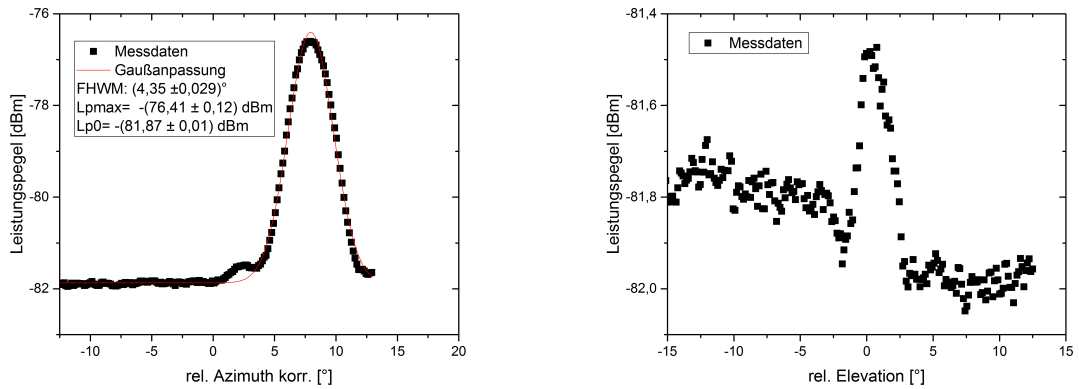 -76
-78
-80
-82
Leistungspegel [dBm]
Messdaten
Gaußanpassung
FHWM: (4,35 ±0,029)°
Lpmax= -(76,41 ± 0,12) dBm
Lp0= -(81,87 ± 0,01) dBm
-10 -5 0 5 10 15 20
rel. Azimuth korr. [°]
-81,4
-81,6
-81,8
-82,0
Leistungspegel [dBm]
Messdaten
-15 -10 -5 0 5 10 15
rel. Elevation [°]